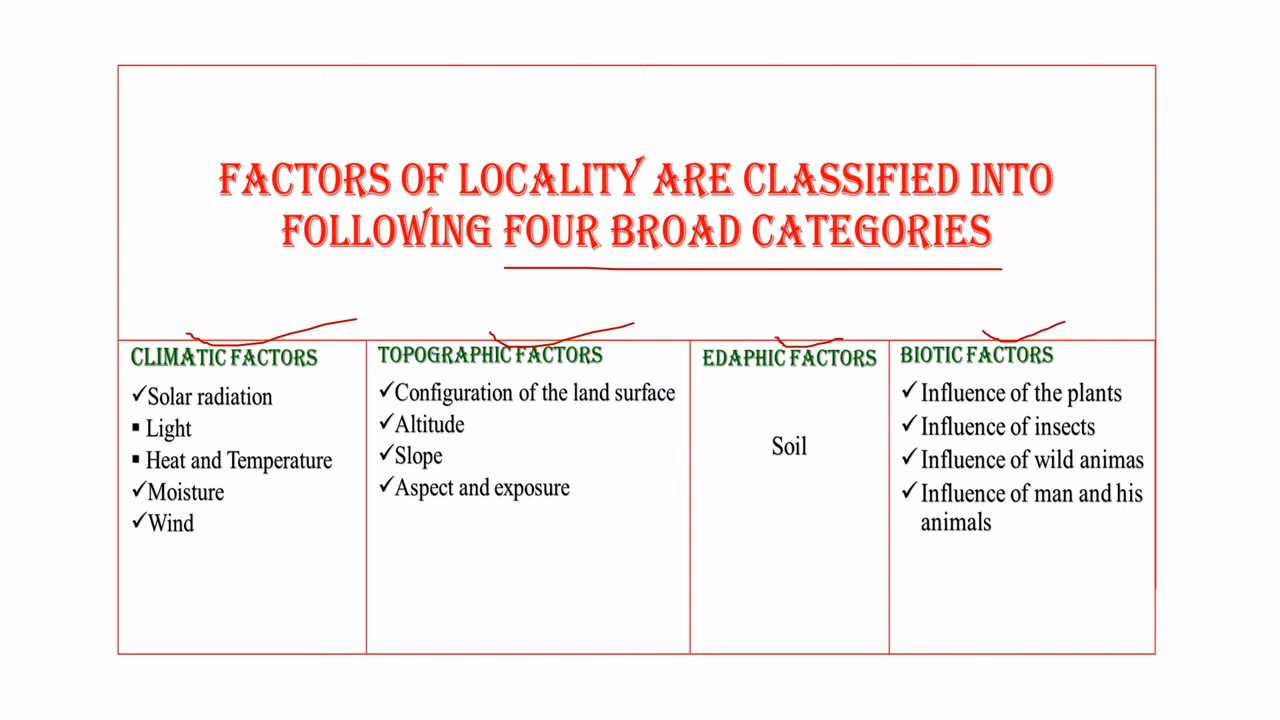 FACTORS OF LOCALITY ARE CLASSIFIED INTO
FOLLOWING FOUR BROAD CATEGORIES
CLIMATIC FACTORS
✓Solar radiation
▪ Light
▪ Heat and Temperature
✓Moisture
✓Wind
TOPOGRAPHIC FACTORS
✓Configuration of the land surface
✓Altitude
✓Slope
✓Aspect and exposure
EDAPHIC FACTORS
Soil
BIOTIC FACTORS
✓Influence of the plants
✓Influence of insects
✓Influence of wild animas
✓Influence of man and his
animals